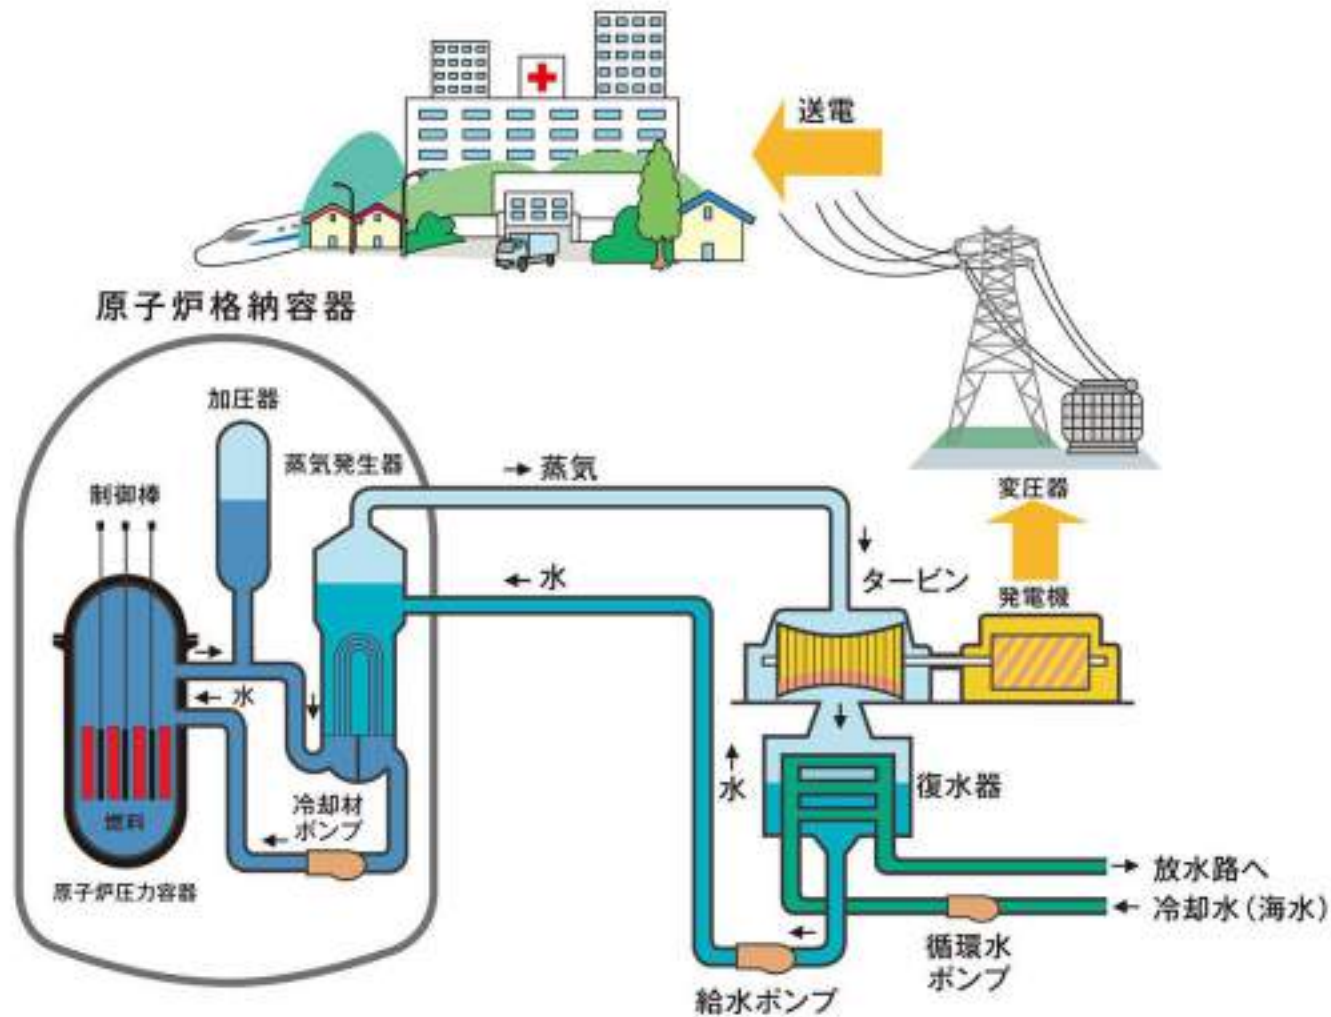 送電
原子炉格納容器
加圧器
蒸気発生器
→ 蒸気
制御棒
変圧器
← 水
タービン
発電機
← 水
水
復水器
冷却材
ポンプ
燃料
原子炉圧力容器
→ 放水路へ
← 冷却水(海水)
循環水
ポンプ
給水ポンプ